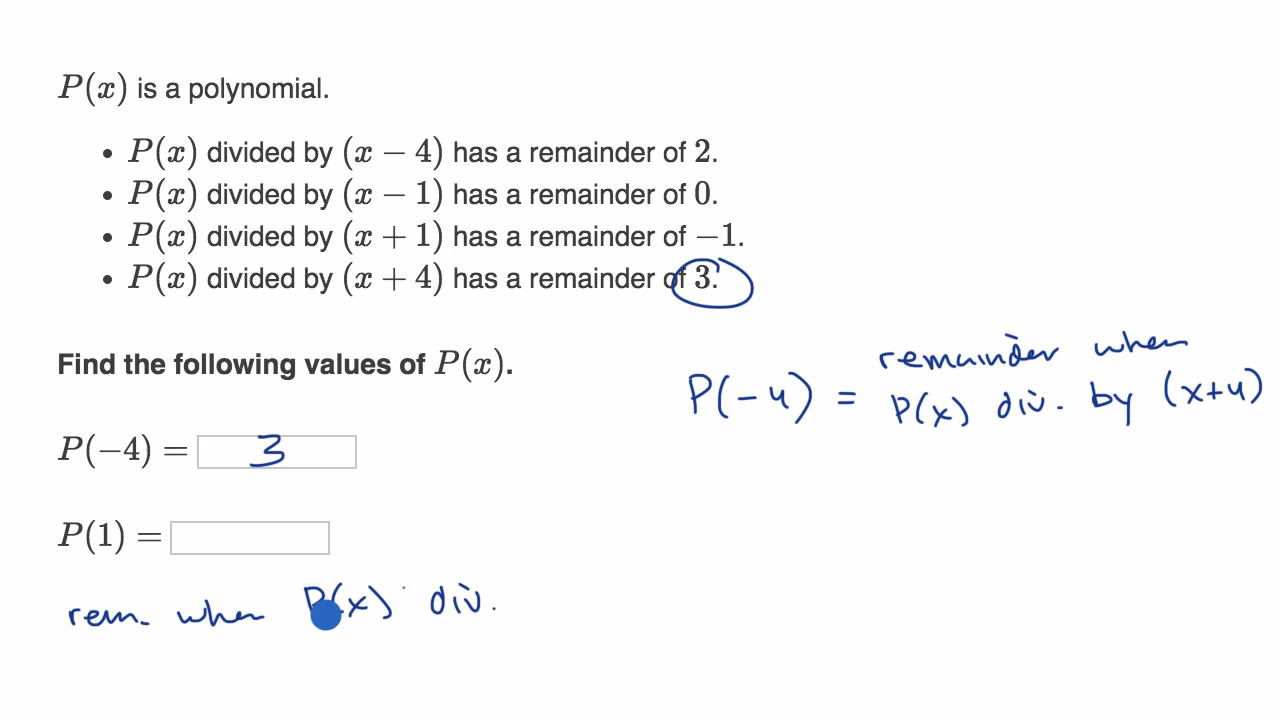 P(x) is a polynomial.
• P(x) divided by (x − 4) has a remainder of 2.
• P(x) divided by (x − 1) has a remainder of 0.
• P(x) divided by (x + 1) has a remainder of −1.
• P(x) divided by (x + 4) has a remainder of 3.
Find the following values of P(x).
remainder when
P(-4) = P(x) div. by (x+4)
P(−4) = 3
P(1) =
rem. when P(x) div.